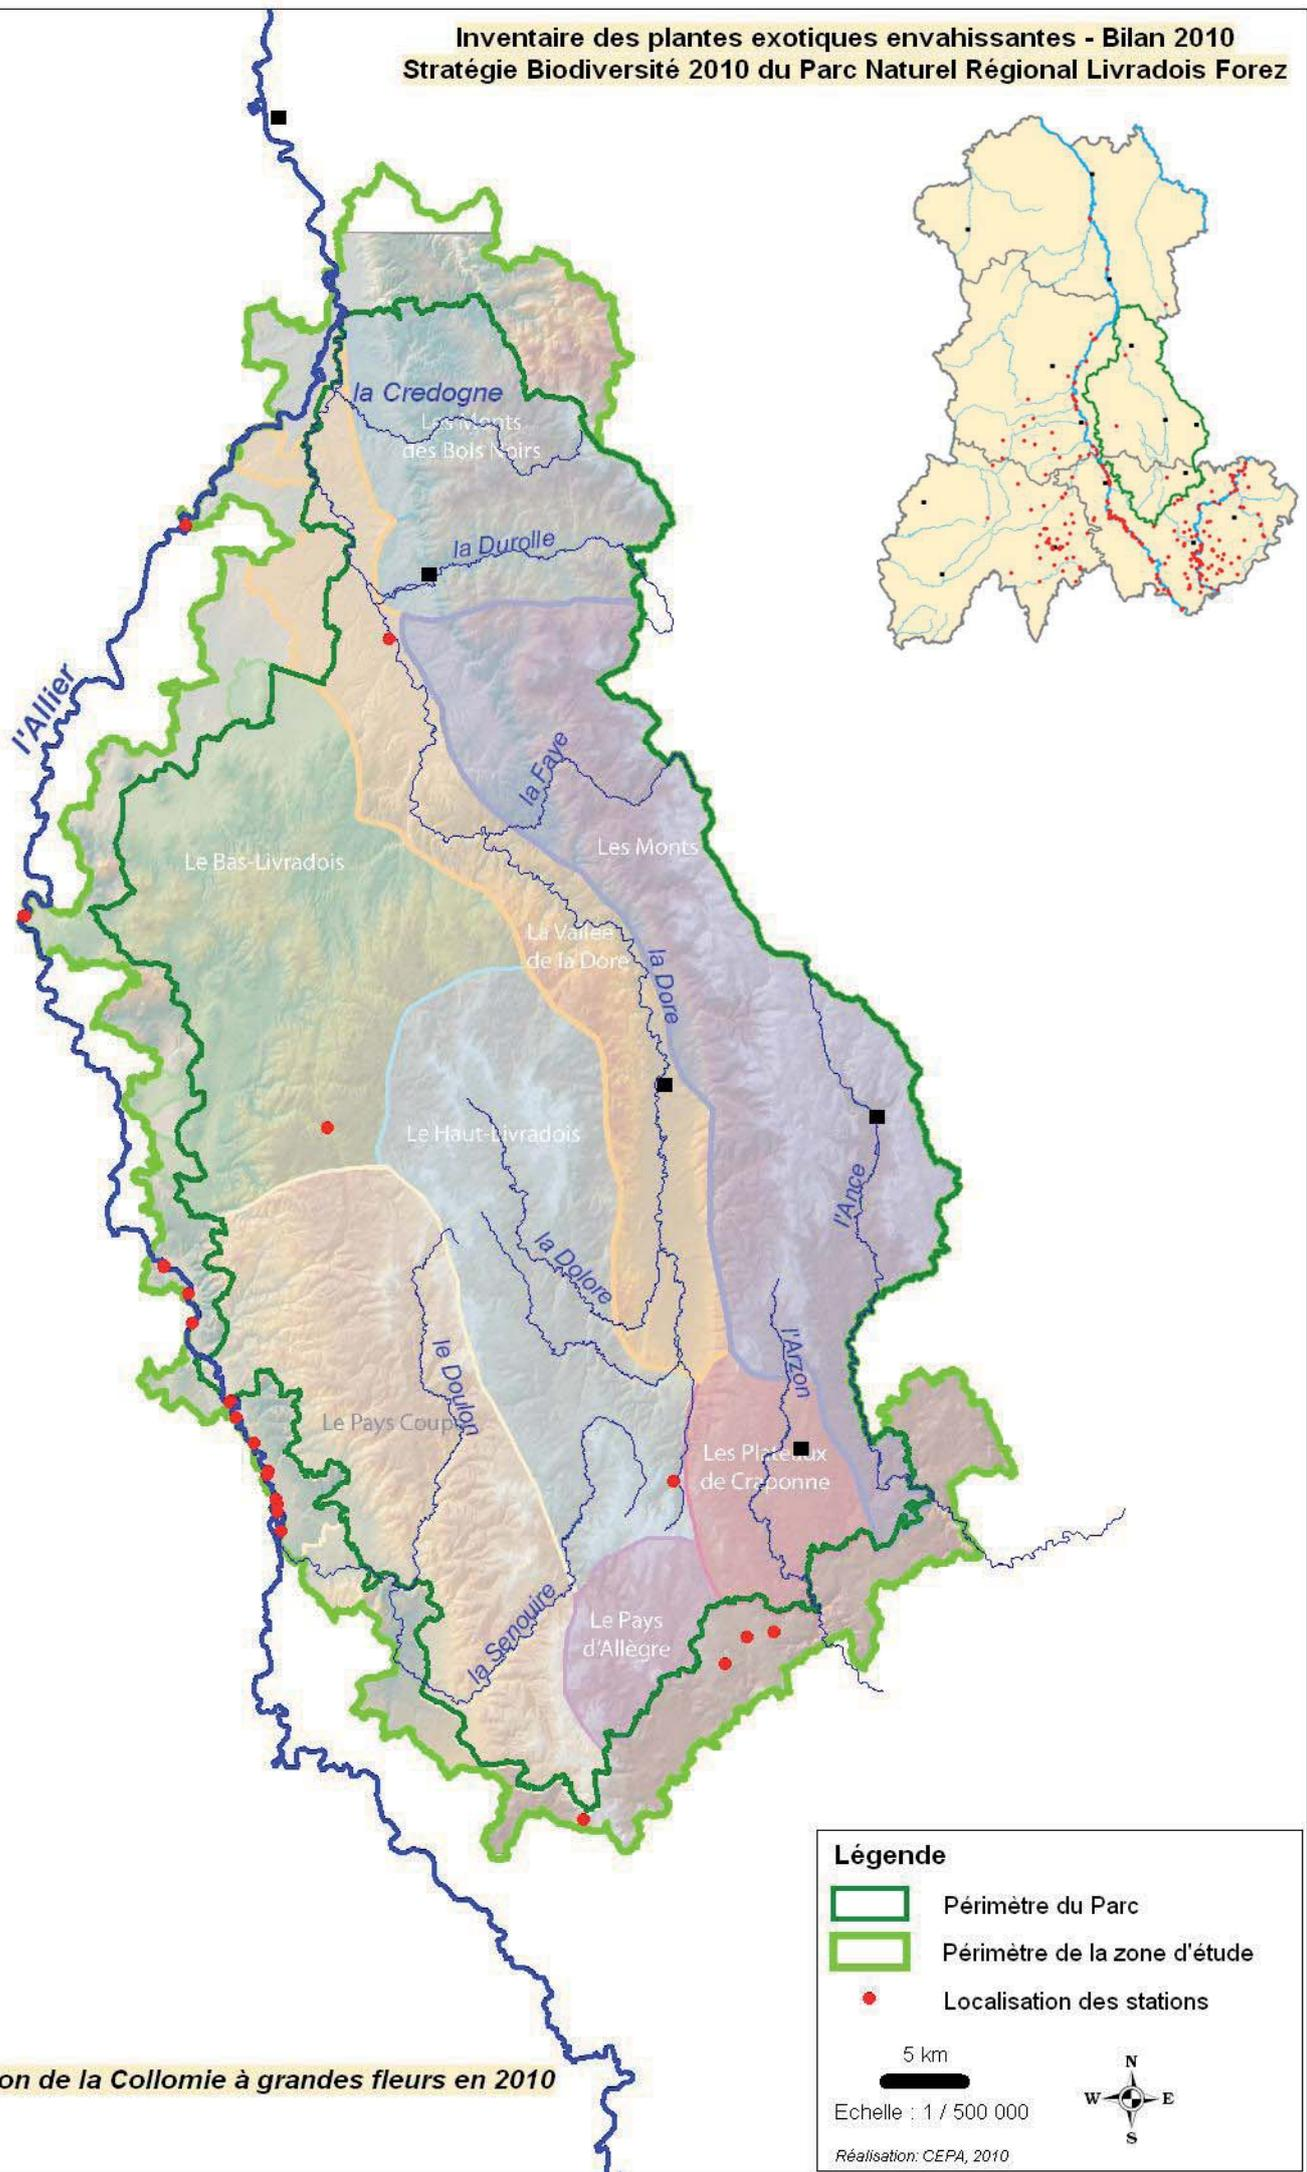 Inventaire des plantes exotiques envahissantes - Bilan 2010
Stratégie Biodiversité 2010 du Parc Naturel Régional Livradois Forez
la Credogne
Les Monts
des Bois Noirs
la Durolle
l'Allier
la Faye
Les Monts
Le Bas-Livradois
La Vallée
de la Dore
la Dore
Le Haut-Livradois
l'Ance
la Dolore
l'Arzon
le Doulon
Le Pays Coupé
Les Plateaux
de Craponne
Le Pays
d'Allègre
la Senouire
Légende
Périmètre du Parc
Périmètre de la zone d'étude
Localisation des stations
5 km
N
W
E
S
Echelle : 1 / 500 000
Réalisation: CEPA, 2010
on de la Collomie à grandes fleurs en 2010